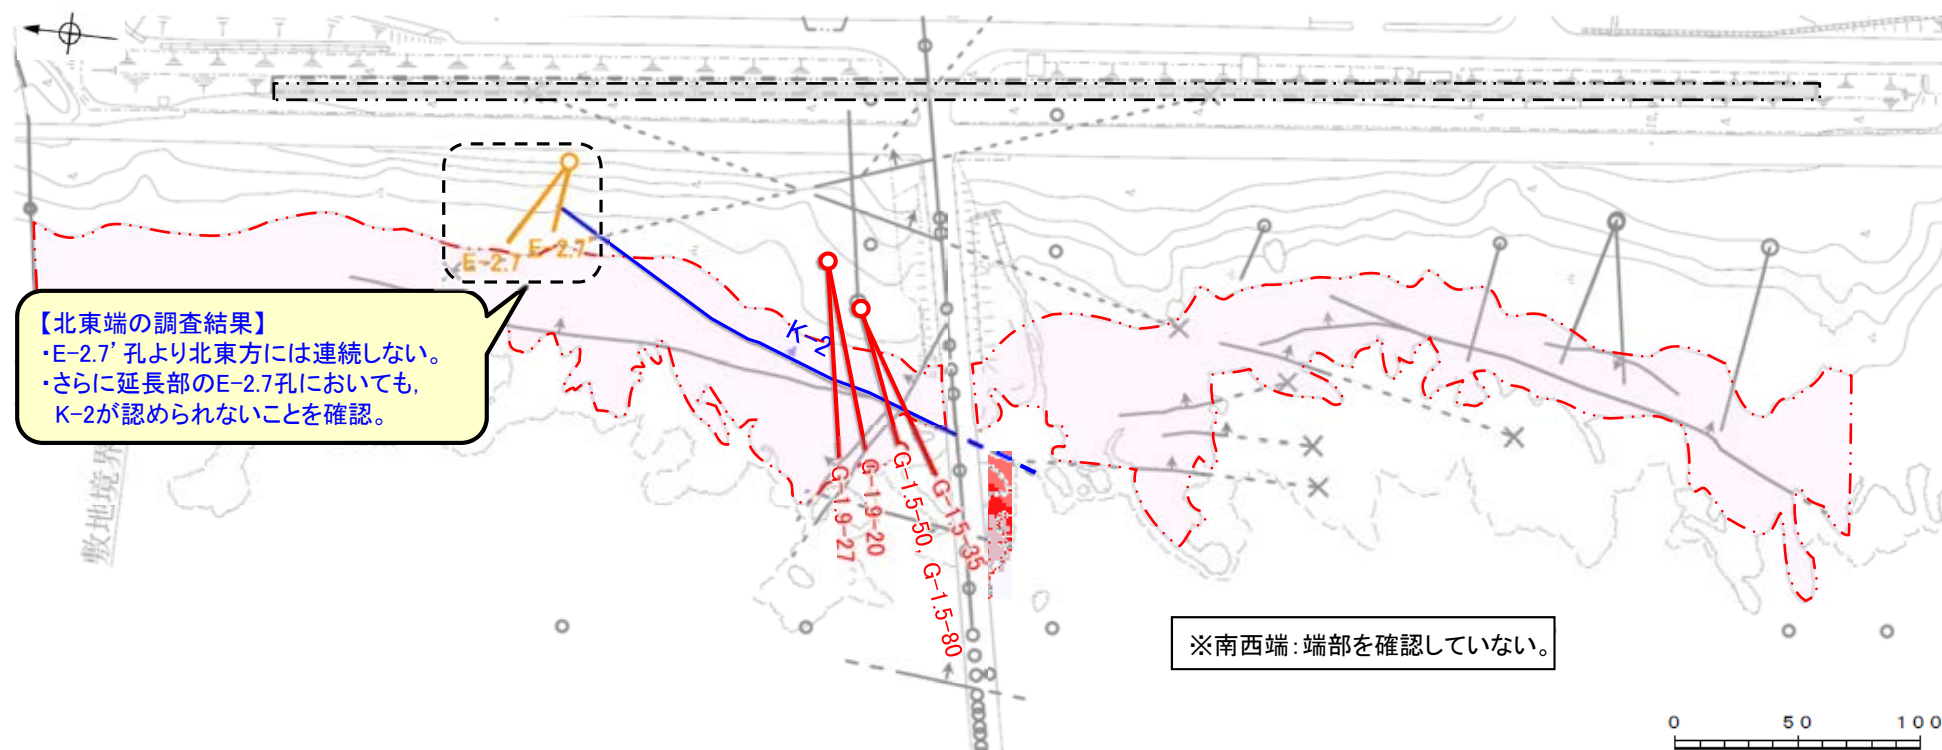 E-2.7
E-2.7'
【北東端の調査結果】
・E-2.7’孔より北東方には連続しない。
・さらに延長部のE-2.7孔においても,
K-2が認められないことを確認。
K-2
敷地境界
G-1.9-27
G-1.9-20
G-1.5-50, G-1.5-80
G-1.5-35
※南西端：端部を確認していない。
0 50 100